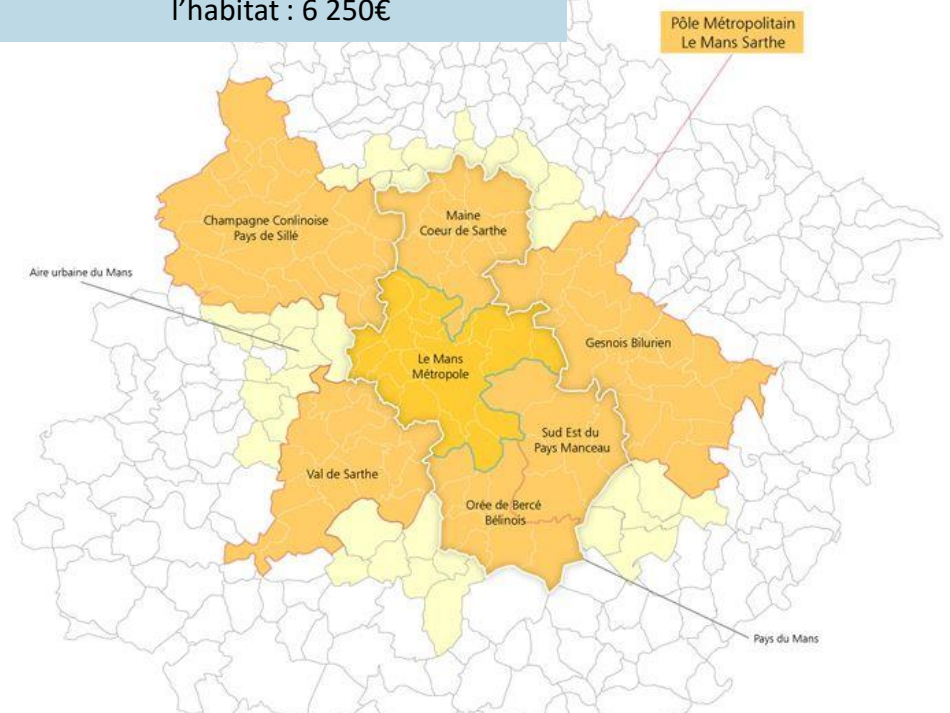 l'habitat : 6 250€
Pôle Métropolitain
Le Mans Sarthe
Champagne Conlinoise
Pays de Sillé
Maine
Coeur de Sarthe
Aire urbaine du Mans
Gesnois Bilurien
Le Mans
Métropole
Sud Est du
Pays Manceau
Val de Sarthe
Orée de Bercé
Bélinois
Pays du Mans